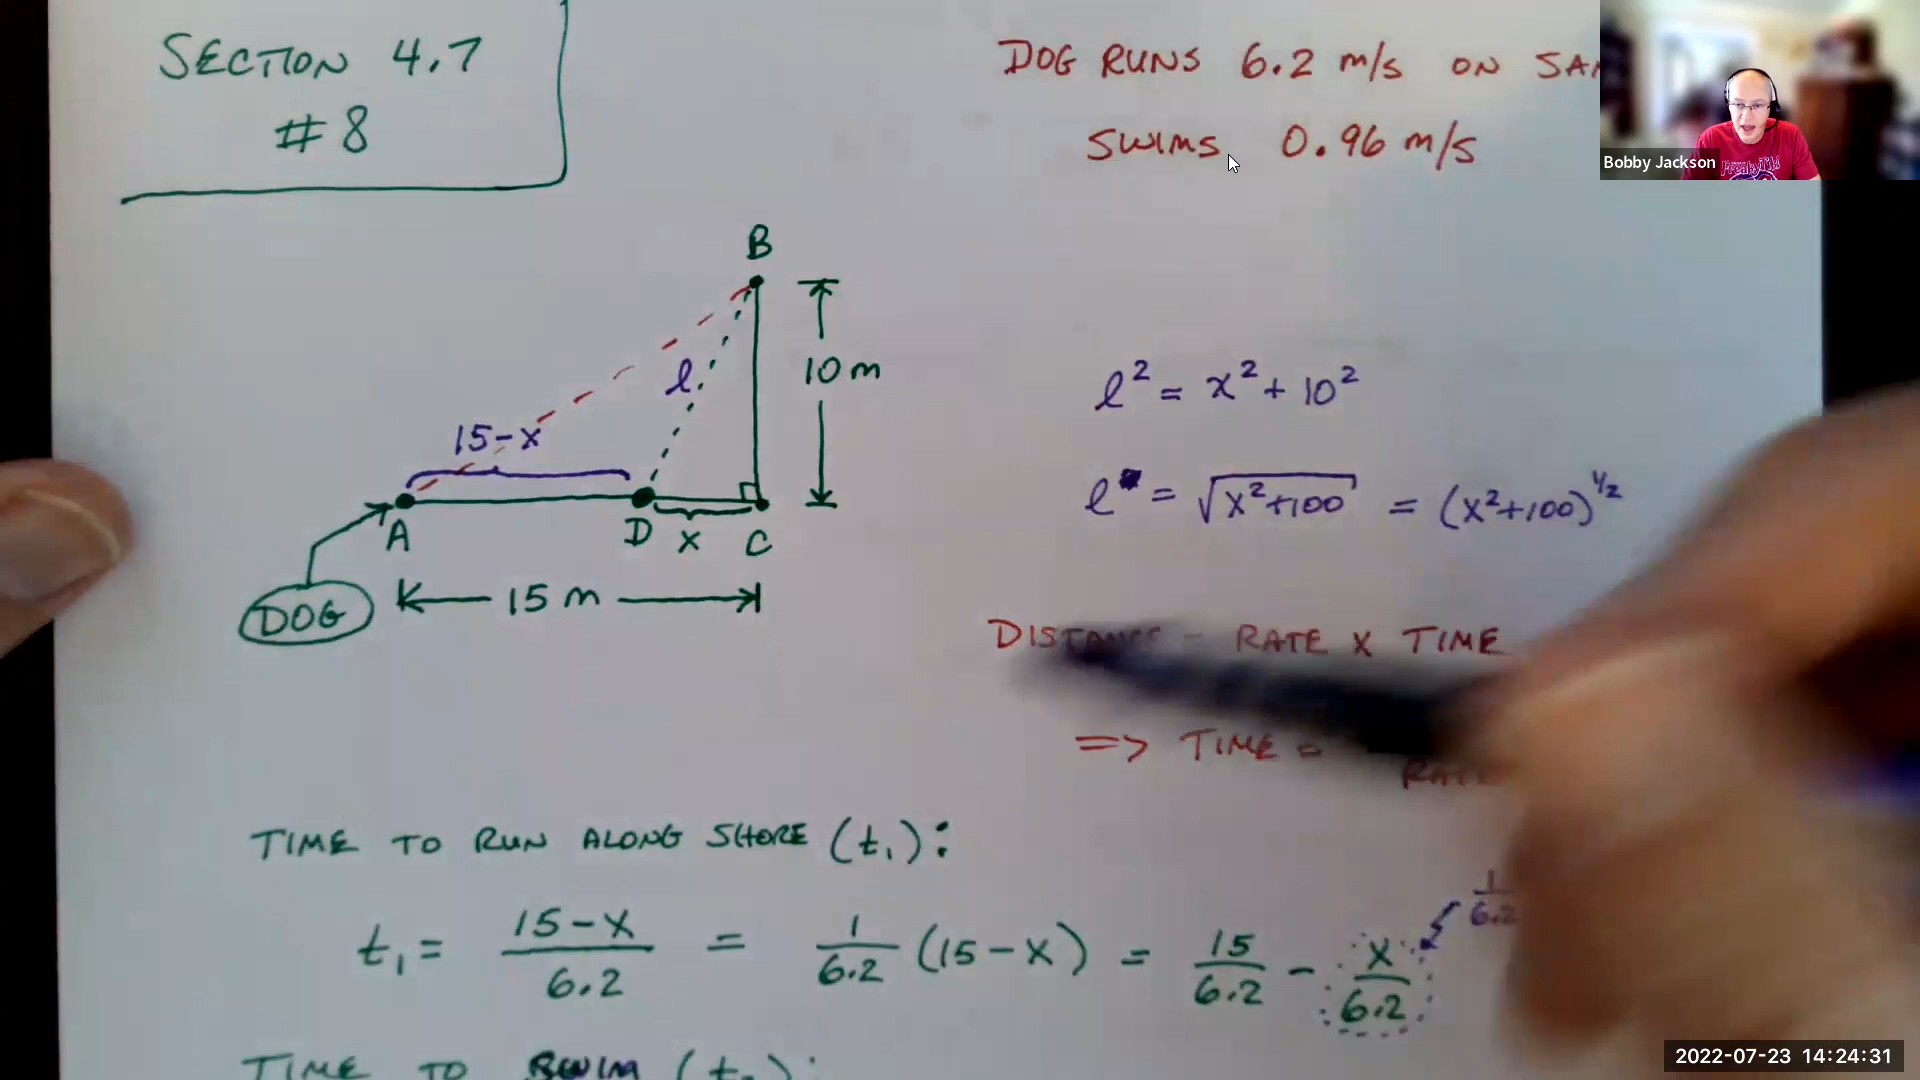 SECTION 4.7
#8
DOG RUNS 6.2 m/s ON
SWIMS 0.96 m/s
Bobby Jackson
B
10 m
l
15-x
A
D
x
C
15 m
DOG
l² = x² + 10²
l = √x²+100 = (x²+100)^1/2
RATE X TIME
=> TIME =
TIME TO RUN ALONG SHORE (t₁):
t₁ = 15-x/6.2 = 1/6.2 (15-x) = 15/6.2 - x/6.2
1/6.2
TIME TO SWIM
2022-07-23 14:24:31